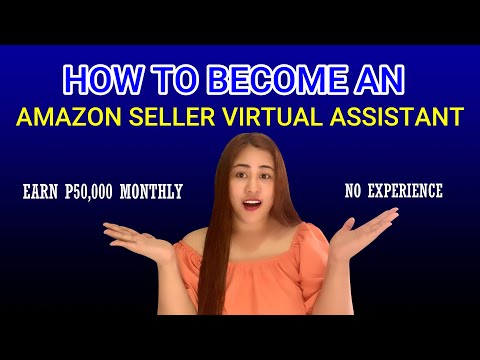 HOW TO BECOME AN
AMAZON SELLER VIRTUAL ASSISTANT
EARN P50,000 MONTHLY
NO EXPERIENCE